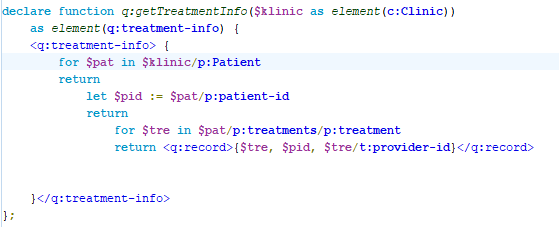 declare function q:getTreatmentInfo($klinic as element(c:Clinic))
    as element(q:treatment-info) {
    <q:treatment-info> {
        for $pat in $klinic/p:Patient
        return
            let $pid := $pat/p:patient-id
            return
                for $tre in $pat/p:treatments/p:treatment
                return <q:record>{$tre, $pid, $tre/t:provider-id}</q:record>
    }</q:treatment-info>
};